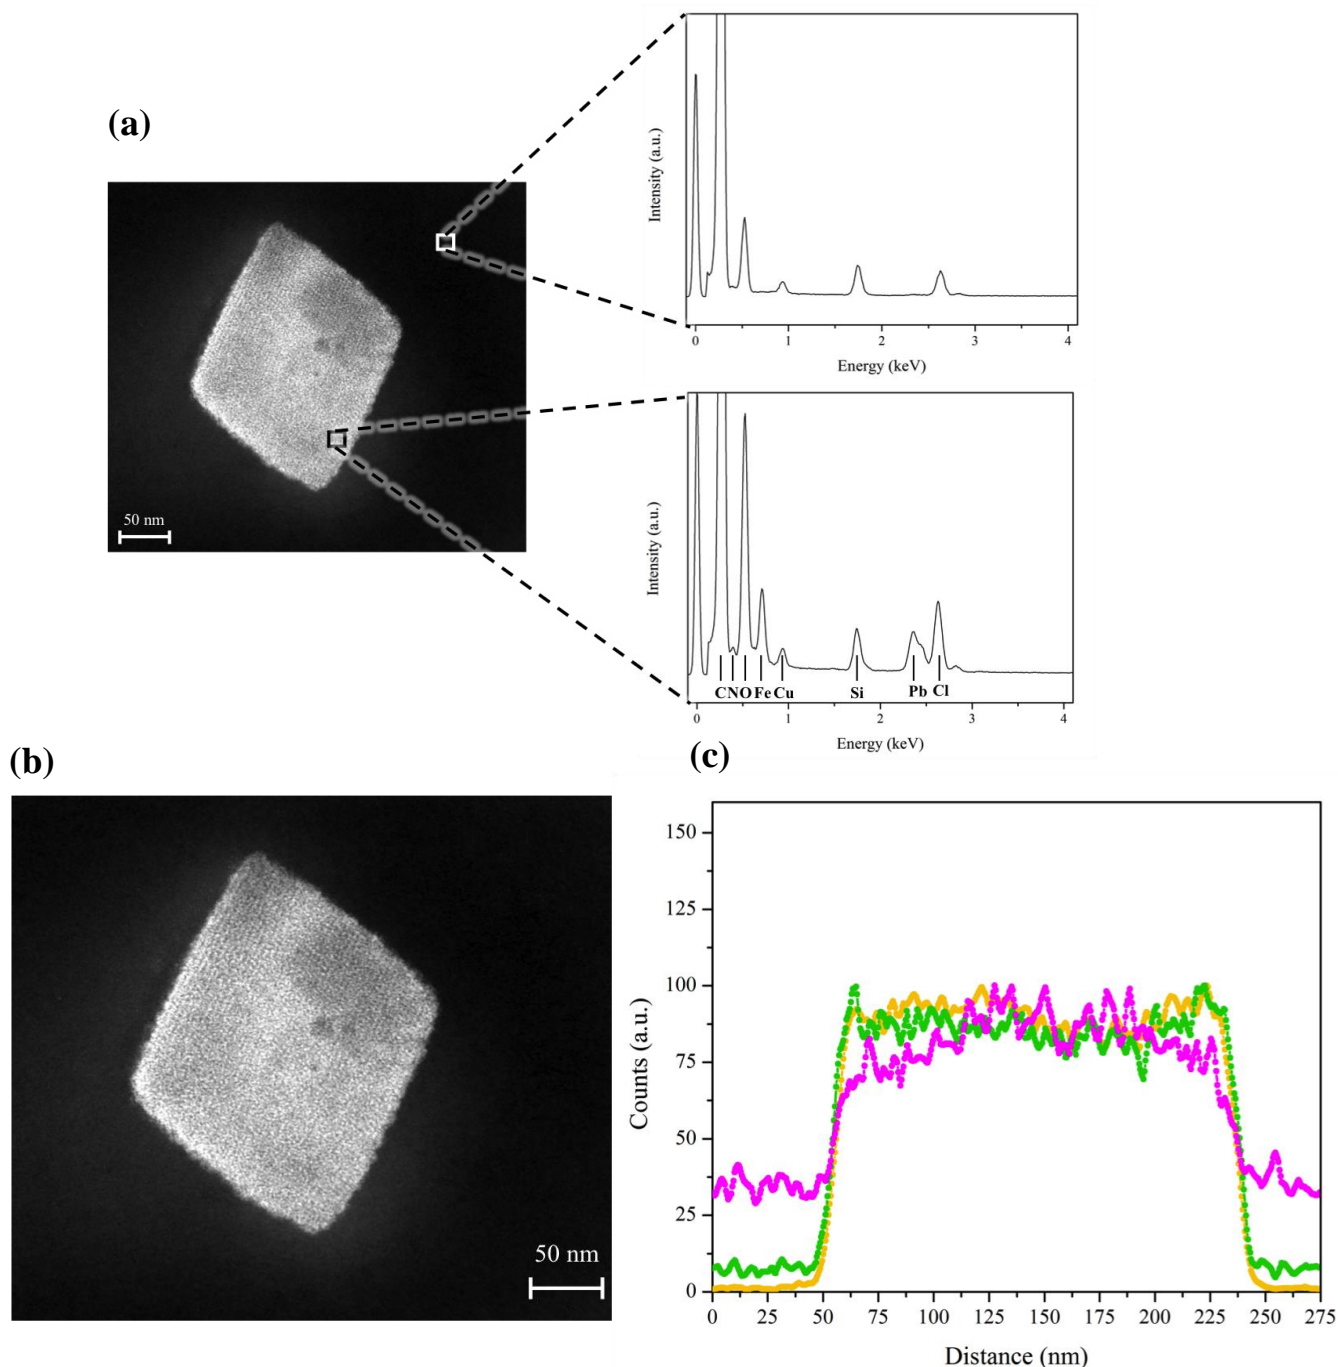 (a)
50 nm
Intensity (a.u.)
0 1 2 3 4
Energy (keV)
Intensity (a.u.)
C N O Fe Cu Si Pb Cl
0 1 2 3 4
Energy (keV)
(b)
50 nm
(c)
150
125
100
75
50
25
0
Counts (a.u.)
0 25 50 75 100 125 150 175 200 225 250 275
Distance (nm)